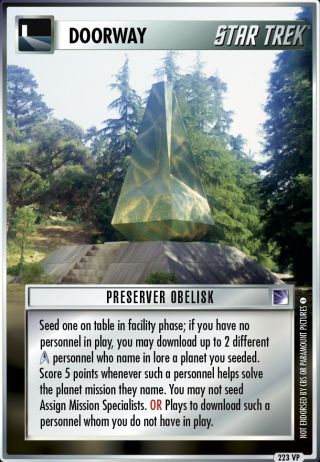 DOORWAY
STAR TREK
PRESERVER OBELISK
Seed one on table in facility phase; if you have
no personnel in play, you may download up to 2 different
personnel who name in lore a planet you seeded.
Score 5 points whenever such a personnel helps solve
the planet mission they name. You may not seed
Assign Mission Specialists. OR Plays to download such a
personnel whom you do not have in play.
NOT ENDORSED BY CBS OR PARAMOUNT PICTURES
223 VP